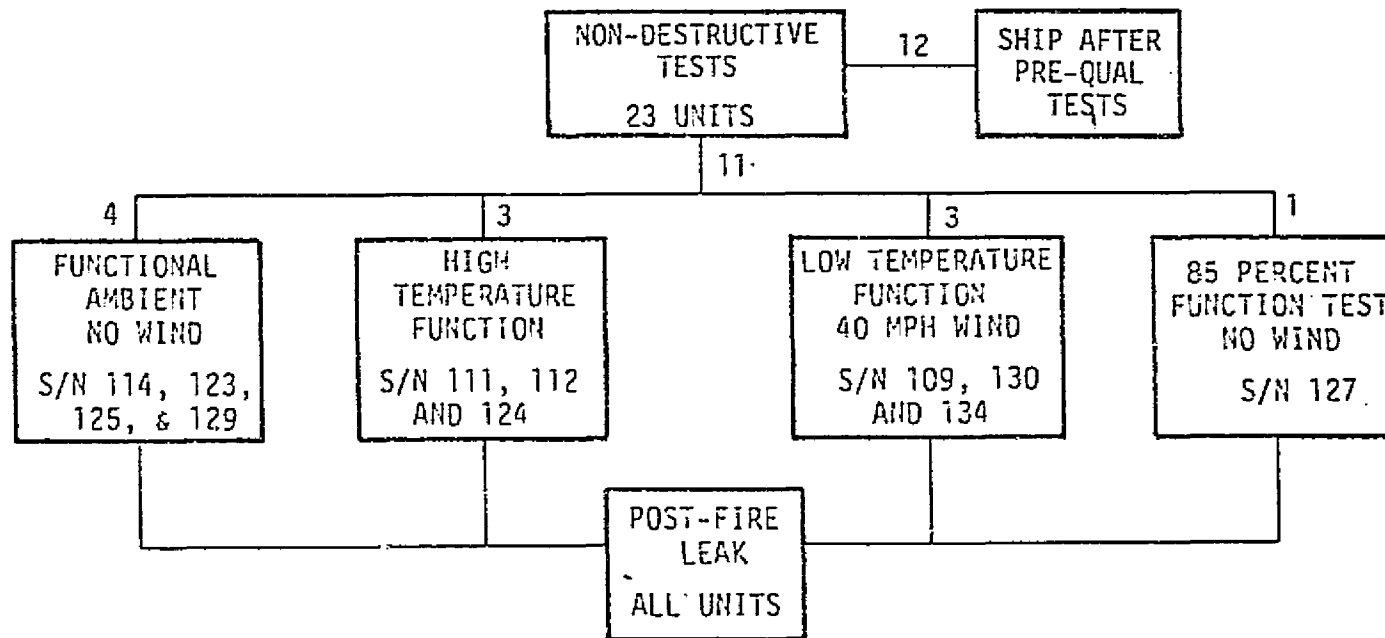 NON-DESTRUCTIVE
TESTS
23 UNITS
12
SHIP AFTER
PRE-QUAL
TESTS
11
4
3
3
1
FUNCTIONAL
AMBIENT
NO WIND
S/N 114, 123,
125, & 129
HIGH
TEMPERATURE
FUNCTION
S/N 111, 112
AND 124
LOW TEMPERATURE
FUNCTION
40 MPH WIND
S/N 109, 130
AND 134
85 PERCENT
FUNCTION TEST
NO WIND
S/N 127
POST-FIRE
LEAK
ALL UNITS